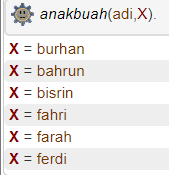 anakbuah(adi,X).
X = burhan
X = bahrun
X = bisrin
X = fahri
X = farah
X = ferdi